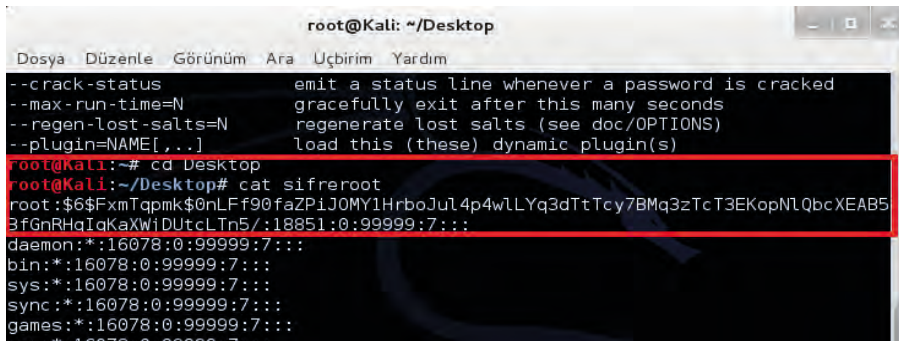 root@Kali: ~/Desktop
Dosya Düzenle Görünüm Ara Uçbirim Yardım
--crack-status emit a status line whenever a password is cracked
--max-run-time=N gracefully exit after this many seconds
--regen-lost-salts=N regenerate lost salts (see doc/OPTIONS)
--plugin=NAME[,..] load this (these) dynamic plugin(s)
root@Kali:~# cd Desktop
root@Kali:~/Desktop# cat sifreroot
root:$6$FxmTqpmk$0nLFf90faZPiJOMY1HrboJul4p4wlLYq3dTtTcy7BMq3zTcT3EKopNlQbcXEAB5
3fGnRHqIqKaXWjDUtcLTn5/:18851:0:99999:7:::
daemon:*:16078:0:99999:7:::
bin:*:16078:0:99999:7:::
sys:*:16078:0:99999:7:::
sync:*:16078:0:99999:7:::
games:*:16078:0:99999:7:::